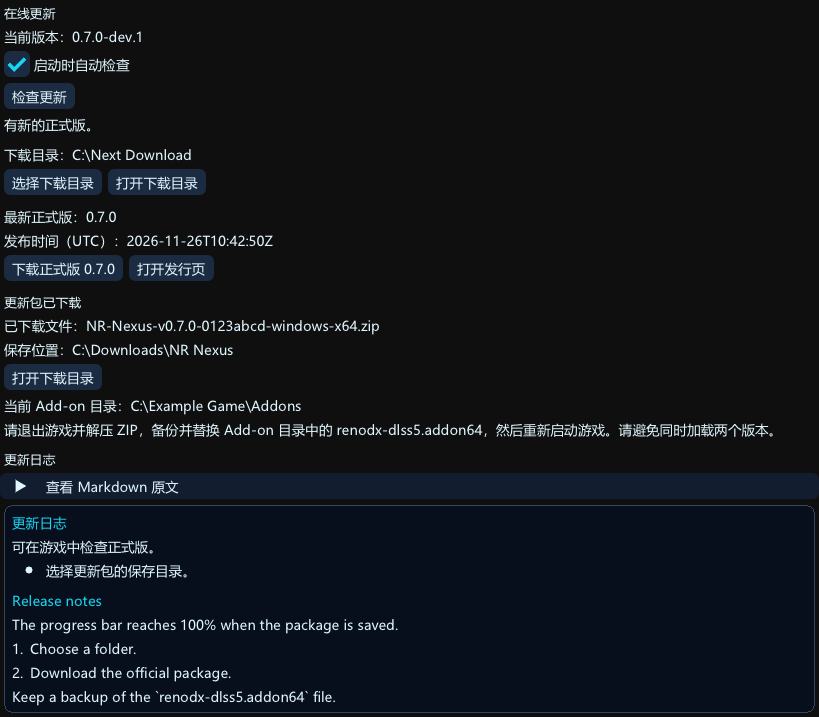 在线更新
当前版本：0.7.0-dev.1
启动时自动检查
检查更新
有新的正式版。
下载目录：C:\Next Download
选择下载目录 打开下载目录
最新正式版：0.7.0
发布时间（UTC）：2026-11-26T10:42:50Z
下载正式版 0.7.0 打开发行页
更新包已下载
已下载文件：NR-Nexus-v0.7.0-0123abcd-windows-x64.zip
保存位置：C:\Downloads\NR Nexus
打开下载目录
当前 Add-on 目录：C:\Example Game\Addons
请退出游戏并解压 ZIP，备份并替换 Add-on 目录中的 renodx-dlss5.addon64，然后重新启动游戏。请避免同时加载两个版本。
更新日志
查看 Markdown 原文
更新日志
可在游戏中检查正式版。
• 选择更新包的保存目录。
Release notes
The progress bar reaches 100% when the package is saved.
1. Choose a folder.
2. Download the official package.
Keep a backup of the `renodx-dlss5.addon64` file.